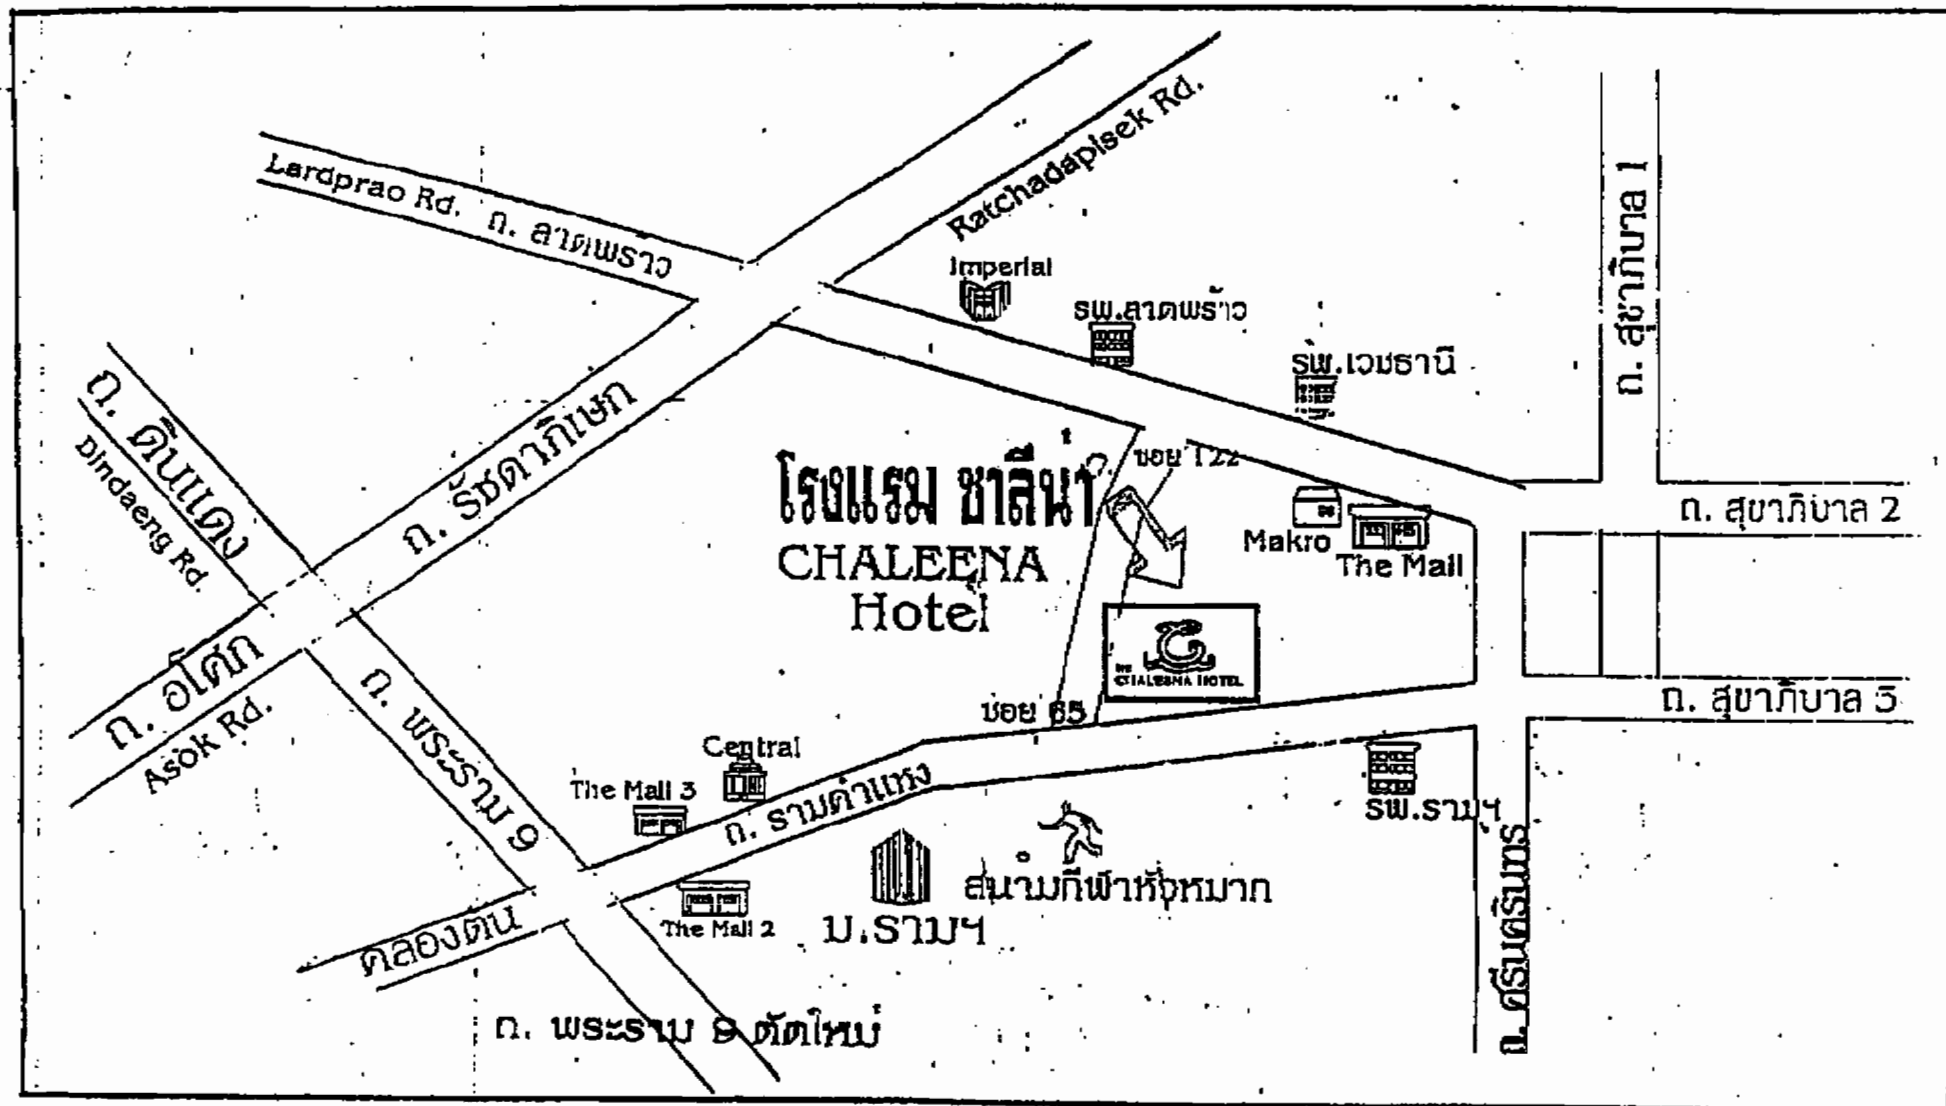 Ratchadapisek Rd.
Lardprao Rd. ถ. ลาดพราว
ถ. สุขาภิบาล 1
Imperial
รพ.ลาดพร้าว
รพ.เวชธานี
ถ. ดินแดง
Dindaeng Rd.
ถ. รัชดาภิเษก
ซอย 122
โรงแรม ชาลีน่า
CHALEENA
Hotel
Makro
The Mall
ถ. สุขาภิบาล 2
THE
CHALEENA HOTEL
ถ. อโศก
Asok Rd.
ถ. พระราม 9
ซอย 65
ถ. สุขาภิบาล 3
Central
The Mall 3
ถ. รามคำแหง
รพ.รามฯ
ถ. ศรีนครินทร
สนามกีฬาหัวหมาก
The Mall 2
ม.รามฯ
คลองตัน
ถ. พระราม 9 ตัดใหม่